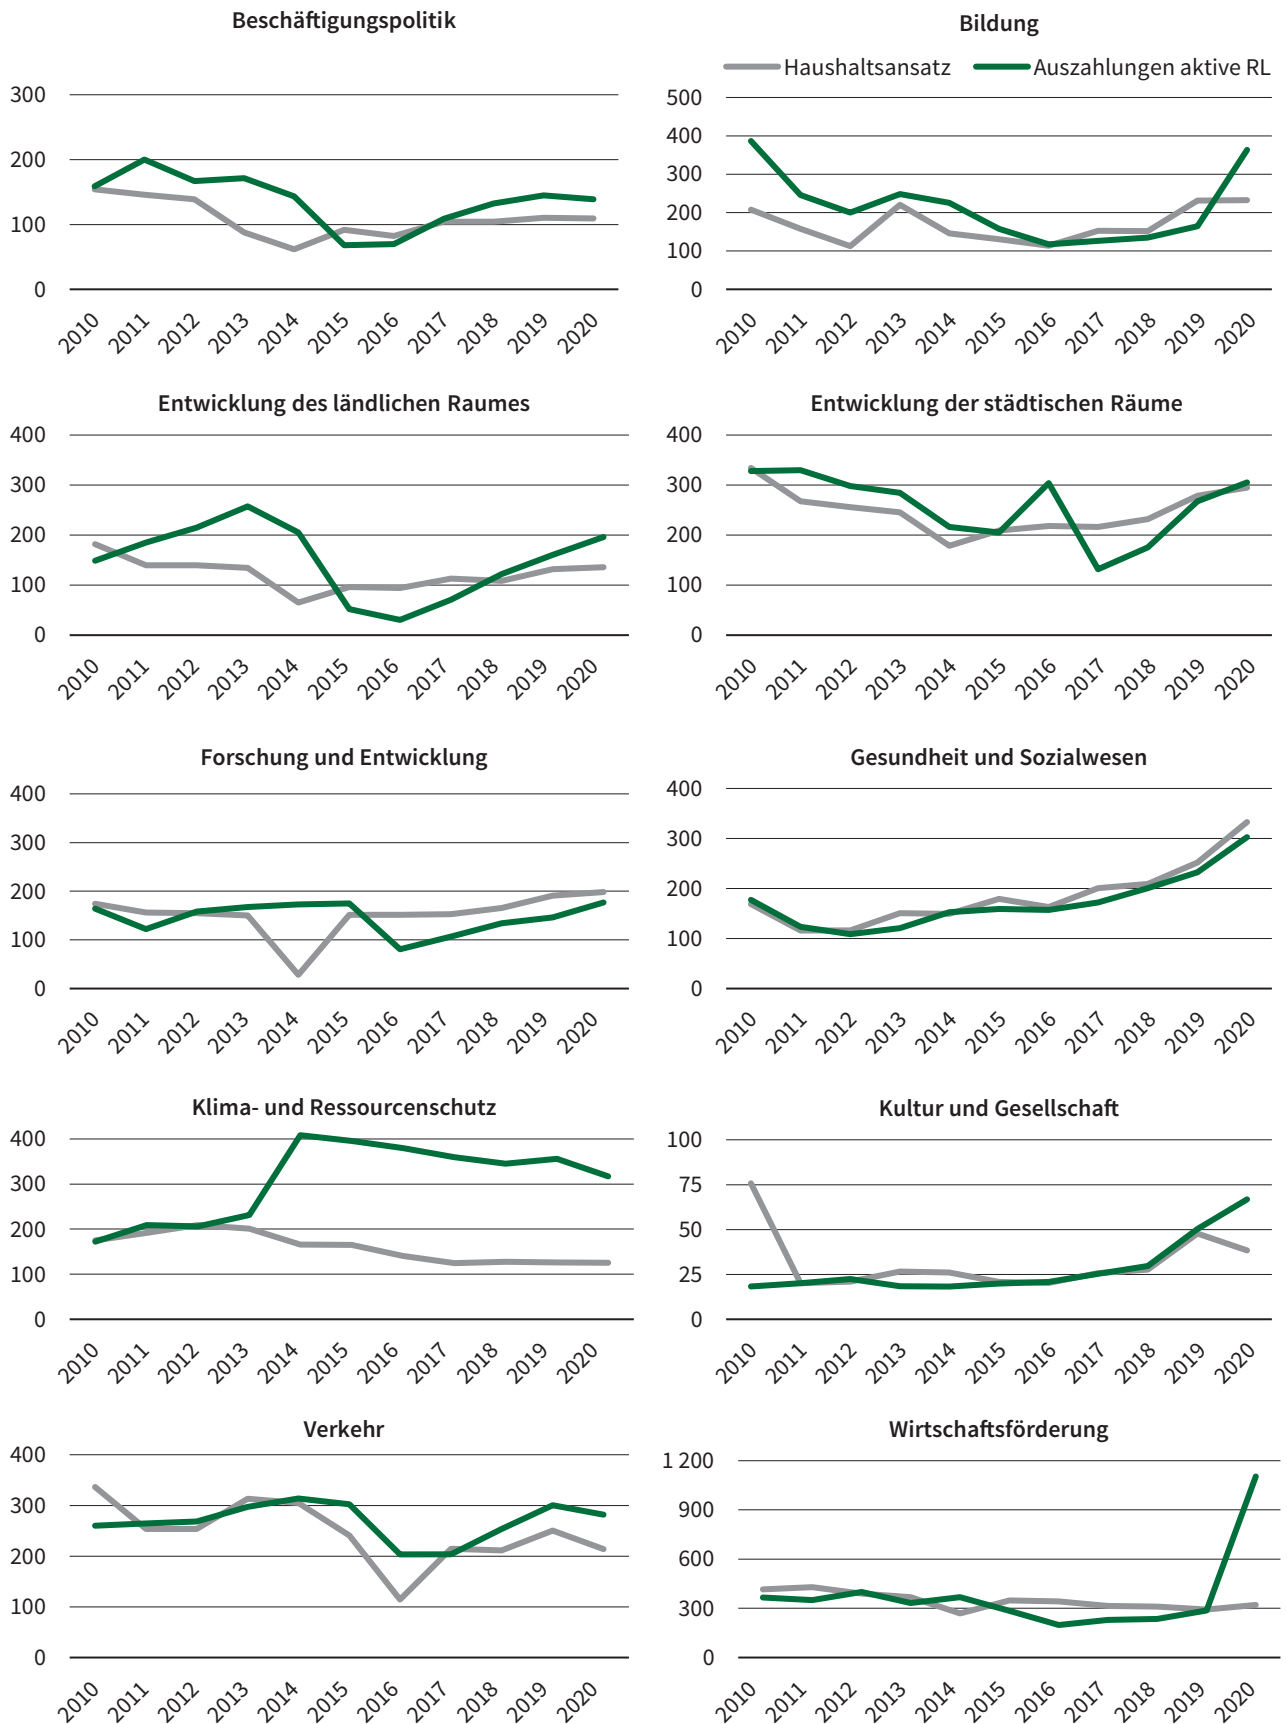 Beschäftigungspolitik
300
200
100
0
2010 2011 2012 2013 2014 2015 2016 2017 2018 2019 2020
Bildung
Haushaltsansatz Auszahlungen aktive RL
500
400
300
200
100
0
2010 2011 2012 2013 2014 2015 2016 2017 2018 2019 2020
Entwicklung des ländlichen Raumes
400
300
200
100
0
2010 2011 2012 2013 2014 2015 2016 2017 2018 2019 2020
Entwicklung der städtischen Räume
400
300
200
100
0
2010 2011 2012 2013 2014 2015 2016 2017 2018 2019 2020
Forschung und Entwicklung
400
300
200
100
0
2010 2011 2012 2013 2014 2015 2016 2017 2018 2019 2020
Gesundheit und Sozialwesen
400
300
200
100
0
2010 2011 2012 2013 2014 2015 2016 2017 2018 2019 2020
Klima- und Ressourcenschutz
400
300
200
100
0
2010 2011 2012 2013 2014 2015 2016 2017 2018 2019 2020
Kultur und Gesellschaft
100
75
50
25
0
2010 2011 2012 2013 2014 2015 2016 2017 2018 2019 2020
Verkehr
400
300
200
100
0
2010 2011 2012 2013 2014 2015 2016 2017 2018 2019 2020
Wirtschaftsförderung
1 200
900
600
300
0
2010 2011 2012 2013 2014 2015 2016 2017 2018 2019 2020